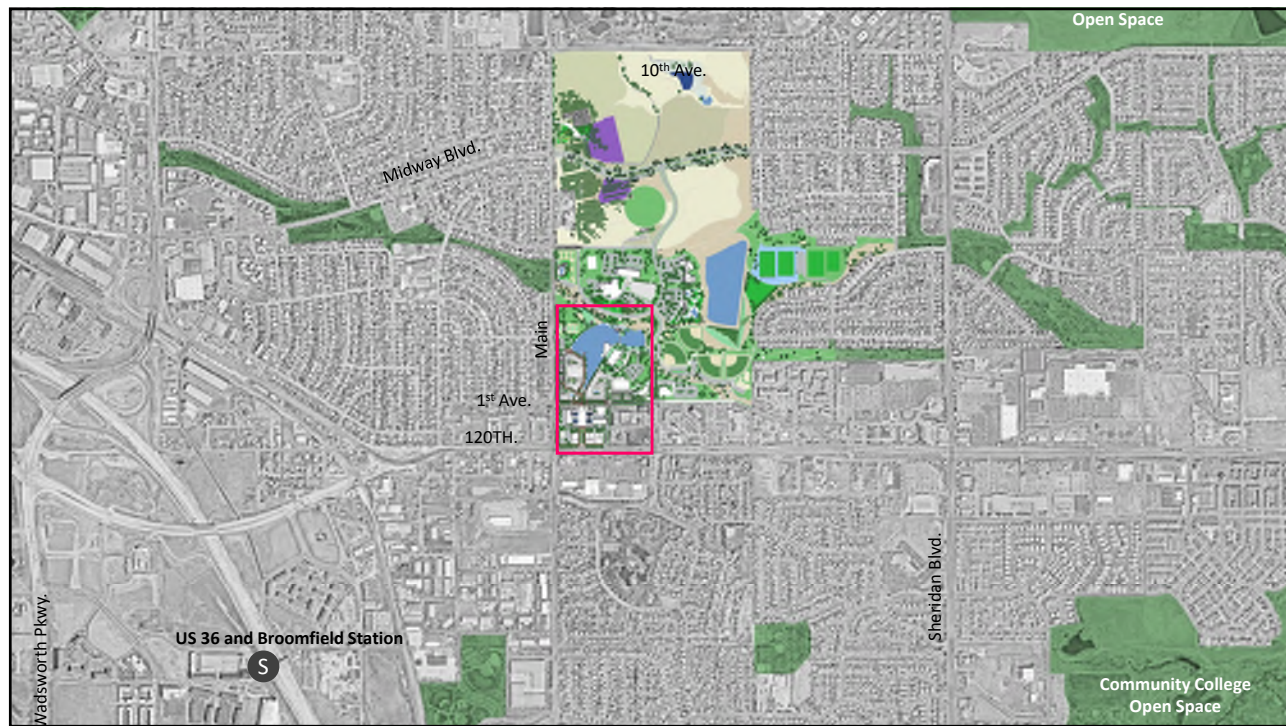 Open Space
10th Ave.
Midway Blvd.
Main
1st Ave.
120TH.
Sheridan Blvd.
Wadsworth Pkwy.
US 36 and Broomfield Station
S
Community College
Open Space